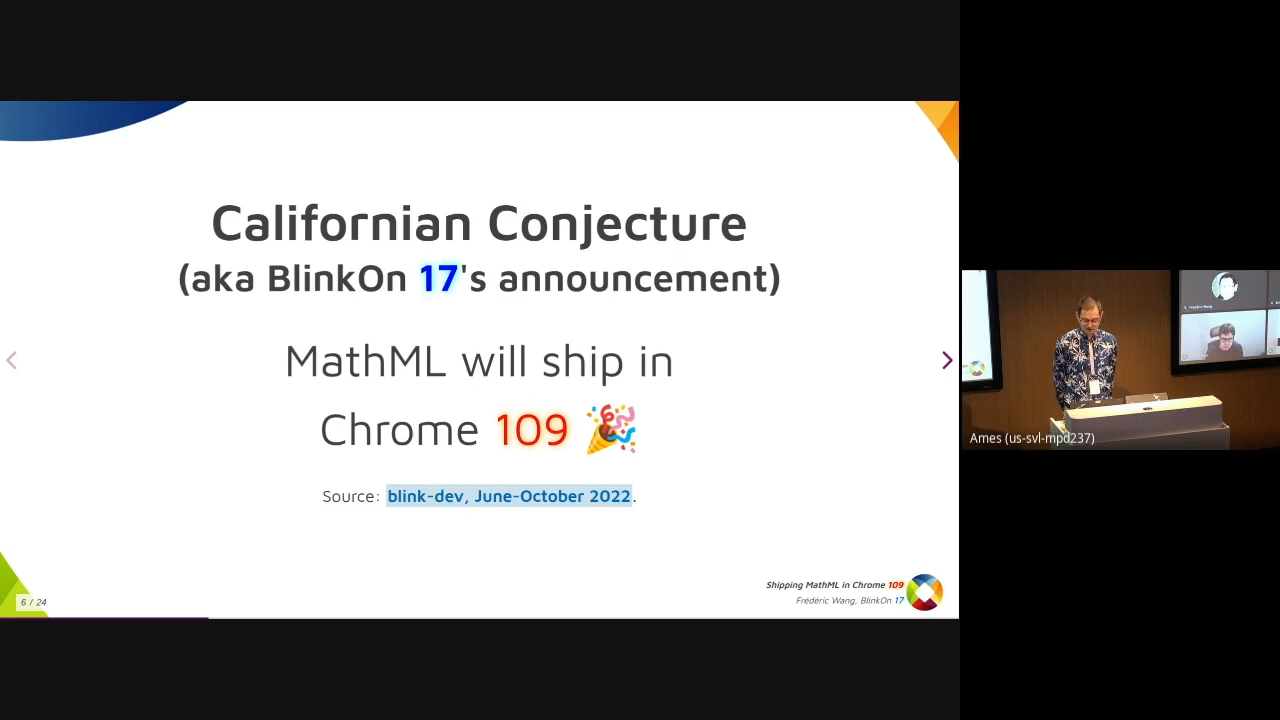 Californian Conjecture
(aka BlinkOn 17's announcement)
MathML will ship in
Chrome 109 🎉
Source: blink-dev, June-October 2022.
Shipping MathML in Chrome 109
Frédéric Wang, BlinkOn 17
6 / 24
Ames (us-svl-mpd237)